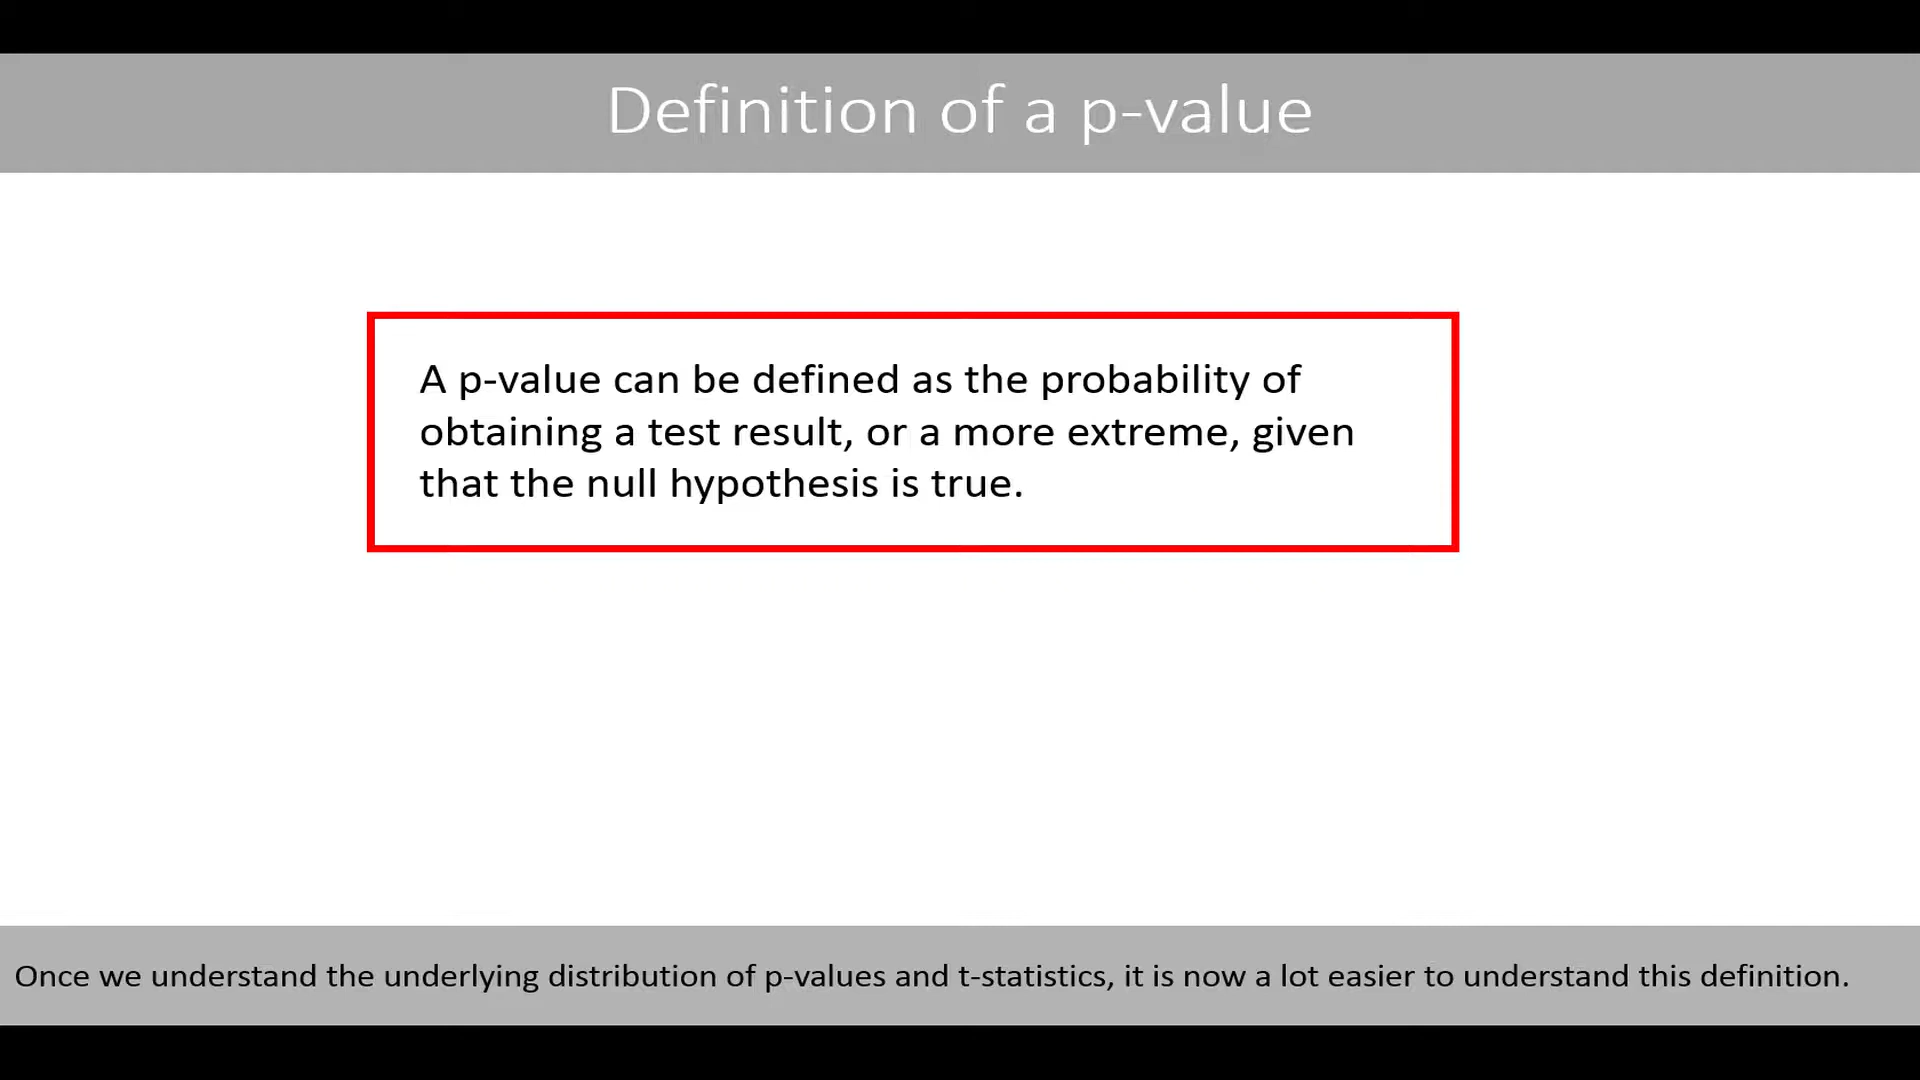 Definition of a p-value
A p-value can be defined as the probability of
obtaining a test result, or a more extreme, given
that the null hypothesis is true.
Once we understand the underlying distribution of p-values and t-statistics, it is now a lot easier to understand this definition.